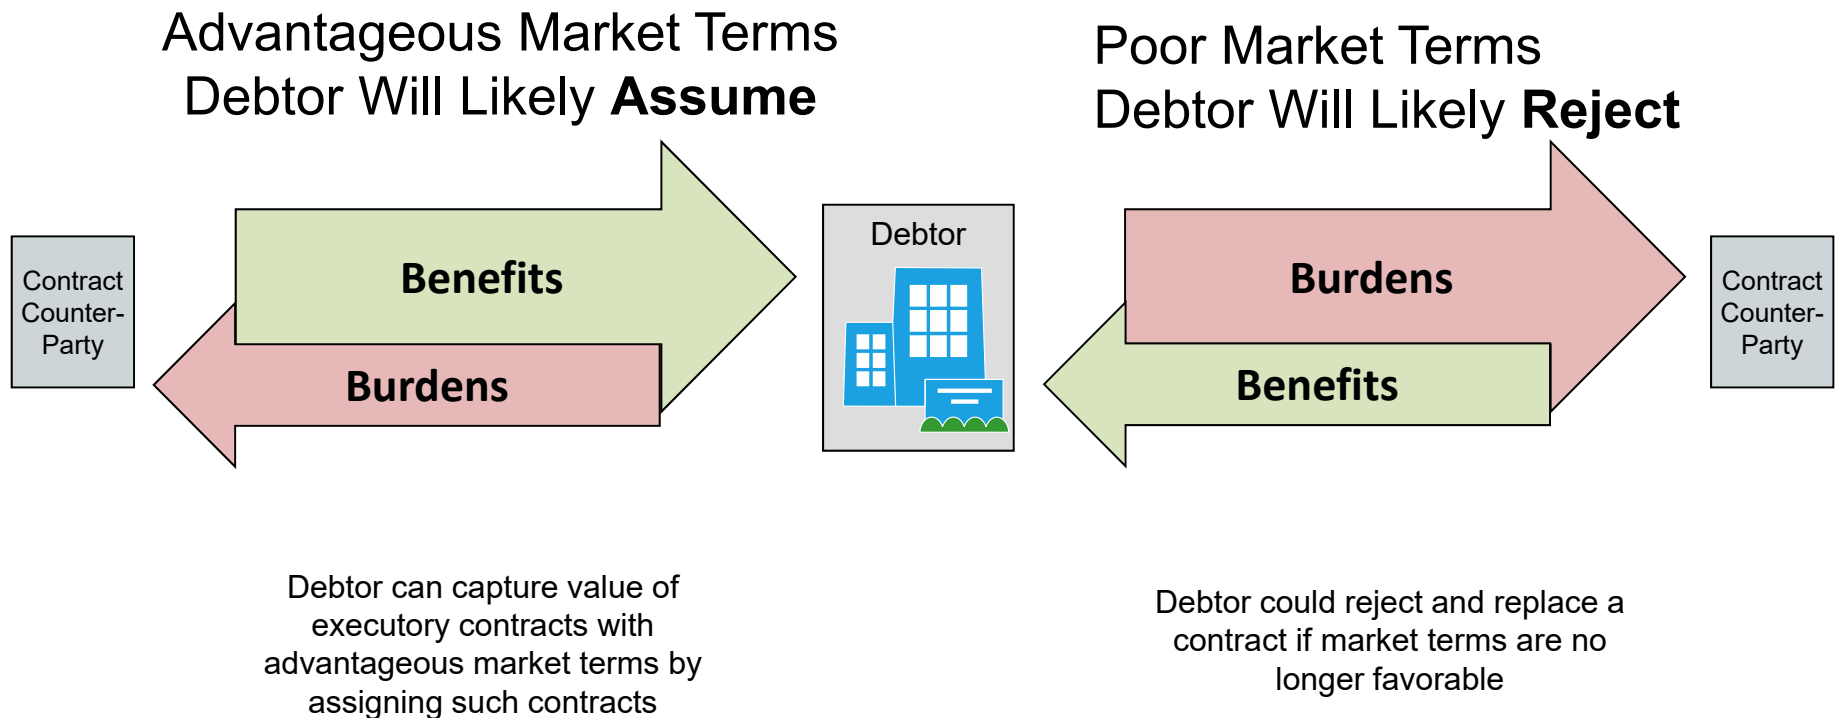 Advantageous Market Terms
Debtor Will Likely Assume
Poor Market Terms
Debtor Will Likely Reject
Contract
Counter-
Party
Benefits
Burdens
Debtor
Burdens
Benefits
Contract
Counter-
Party
Debtor can capture value of
executory contracts with
advantageous market terms by
assigning such contracts
Debtor could reject and replace a
contract if market terms are no
longer favorable